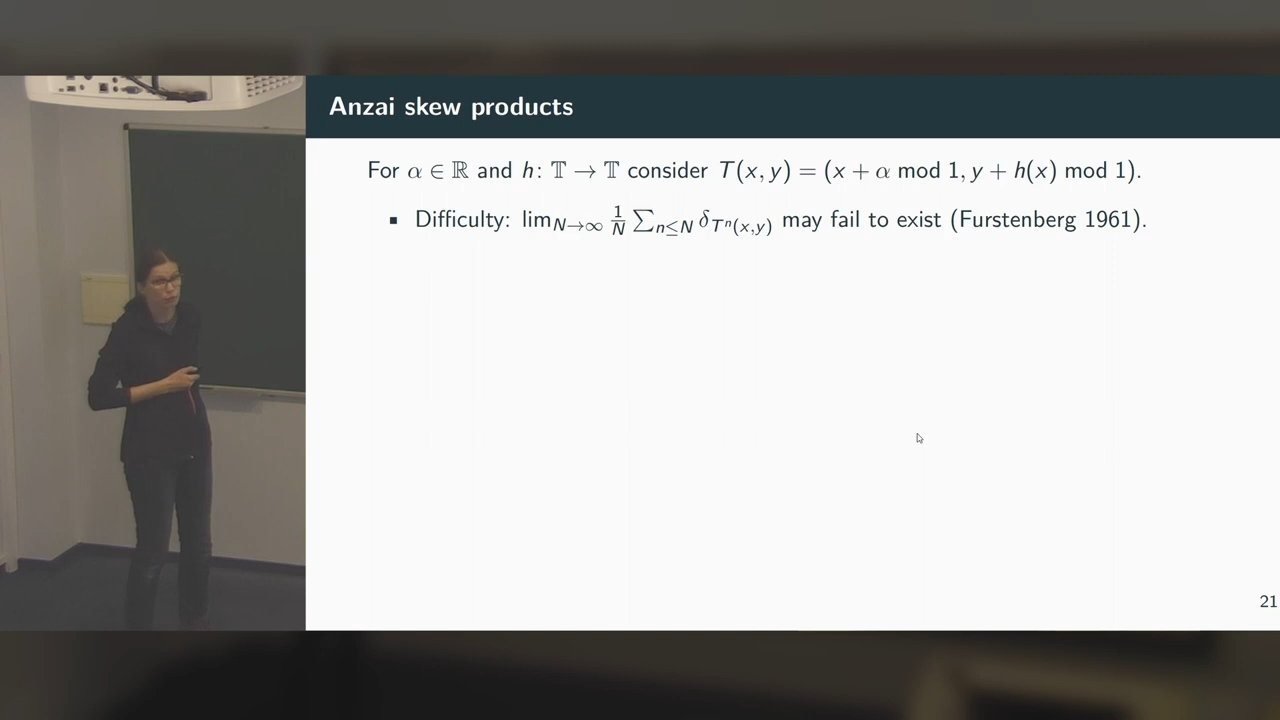 Anzai skew products
For α ∈ ℝ and h: 𝕋 → 𝕋 consider T(x, y) = (x + α mod 1, y + h(x) mod 1).
▪ Difficulty: lim_{N→∞} 1/N ∑_{n≤N} δ_{Tⁿ(x,y)} may fail to exist (Furstenberg 1961).
21